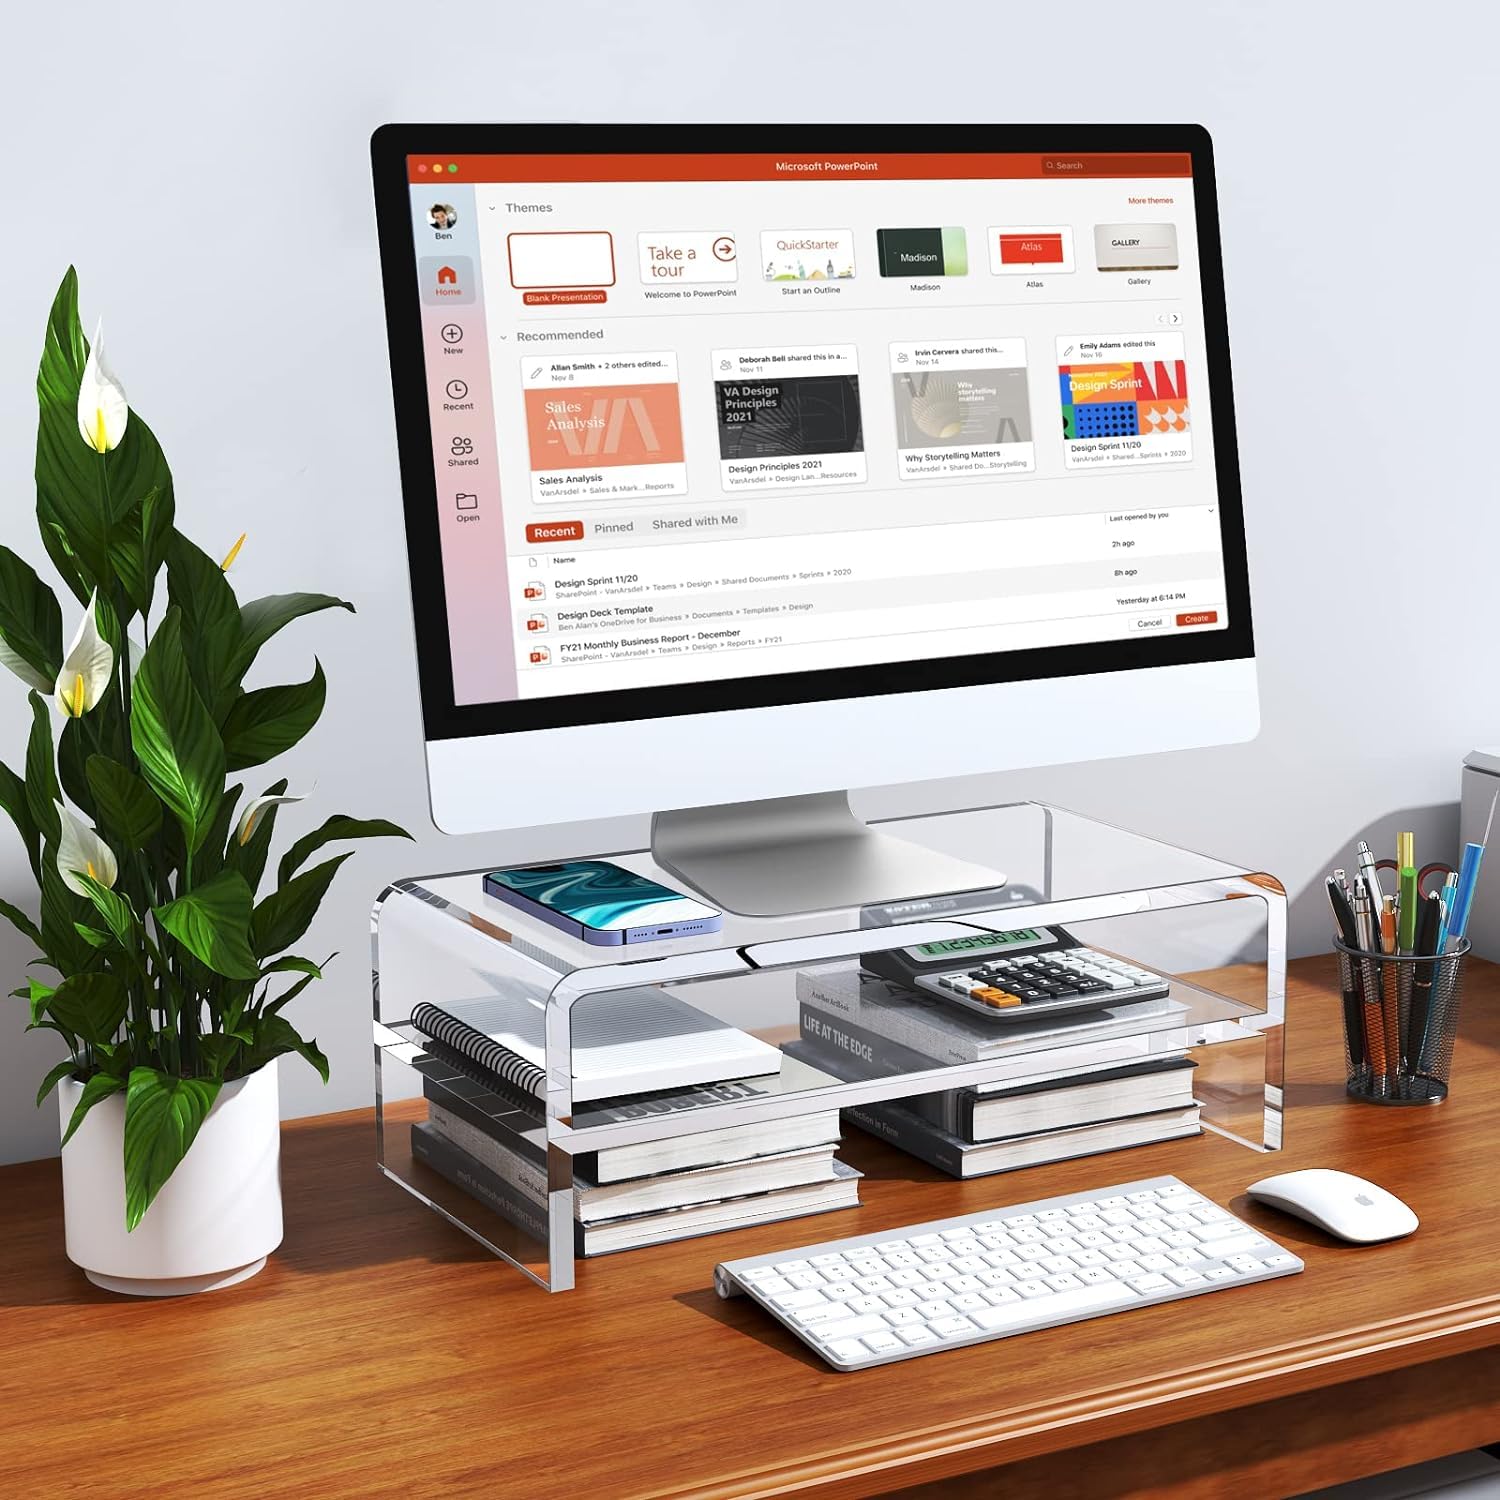 Microsoft PowerPoint
Search
Ben
Home
New
Recent
Shared
Open
Themes
More themes
Blank Presentation
Take a
tour
Welcome to PowerPoint
QuickStarter
Start an Outline
Madison
Madison
Atlas
Atlas
GALLERY
Gallery
Recommended
Allan Smith + 2 others edited...
Nov 8
Sales
Analysis
Sales Analysis
VanArsdel » Sales & Mark...Reports
Deborah Bell shared this in a...
Nov 11
VA Design
Principles
2021
Design Principles 2021
VanArsdel » Design Lan...Resources
Irvin Cervera shared this...
Nov 14
Why
storytelling
matters
Why Storytelling Matters
VanArsdel » Shared Do...Storytelling
Emily Adams edited this
Nov 16
Design Sprint
Design Sprint 11/20
VanArsdel » Shared...Sprints » 2020
Recent
Pinned
Shared with Me
Name
Last opened by you
Design Sprint 11/20
SharePoint - VanArsdel » Teams » Design » Shared Documents » Sprints » 2020
2h ago
Design Deck Template
Ben Alan's OneDrive for Business » Documents » Templates » Design
8h ago
FY21 Monthly Business Report - December
SharePoint - VanArsdel » Teams » Design » Reports » FY21
Yesterday at 6:14 PM
Cancel
Create
Another Art Book
LIFE AT THE EDGE